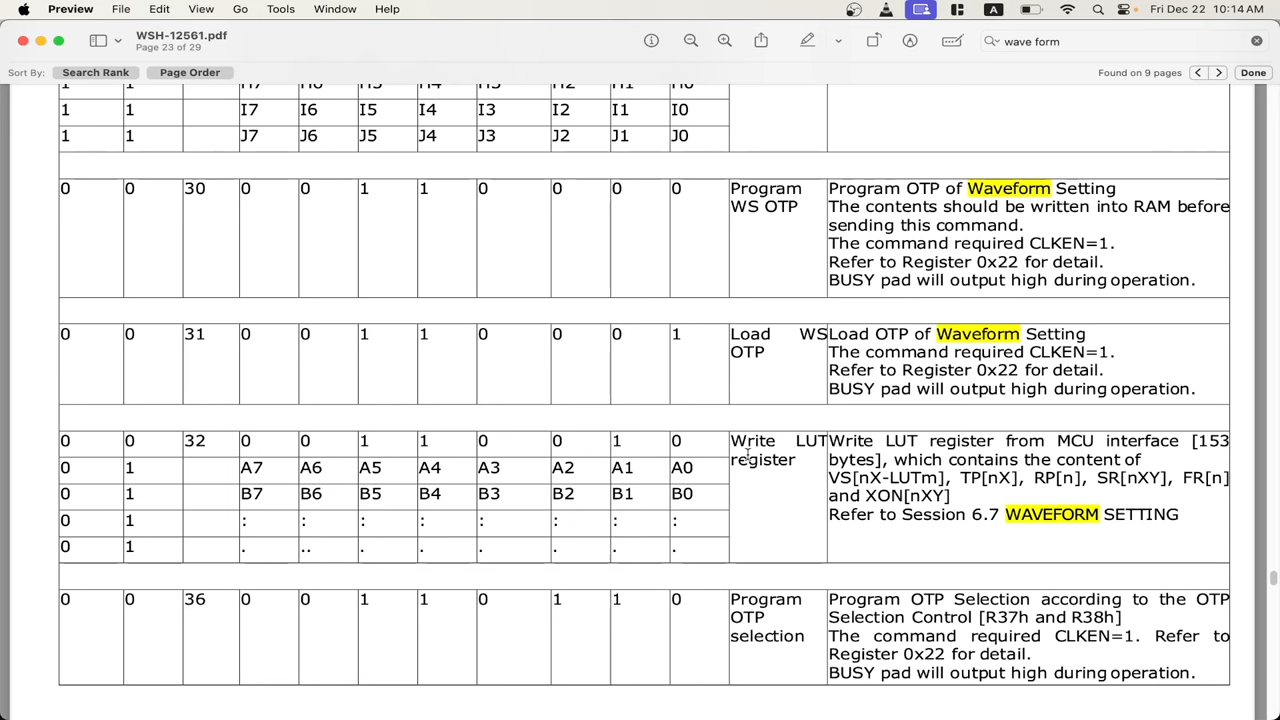 Preview File Edit View Go Tools Window Help A Fri Dec 22 10:14 AM
WSH-12561.pdf
Page 23 of 29
wave form
Sort By: Search Rank Page Order Found on 9 pages Done
1 1 H7 H6 H5 H4 H3 H2 H1 H0
1 1 I7 I6 I5 I4 I3 I2 I1 I0
1 1 J7 J6 J5 J4 J3 J2 J1 J0
0 0 30 0 0 1 1 0 0 0 0 Program Program OTP of Waveform Setting
WS OTP The contents should be written into RAM before
sending this command.
The command required CLKEN=1.
Refer to Register 0x22 for detail.
BUSY pad will output high during operation.
0 0 31 0 0 1 1 0 0 0 1 Load WS Load OTP of Waveform Setting
OTP The command required CLKEN=1.
Refer to Register 0x22 for detail.
BUSY pad will output high during operation.
0 0 32 0 0 1 1 0 0 1 0 Write LUT Write LUT register from MCU interface [153
register bytes], which contains the content of
0 1 A7 A6 A5 A4 A3 A2 A1 A0 VS[nX-LUTm], TP[nX], RP[n], SR[nXY], FR[n]
0 1 B7 B6 B5 B4 B3 B2 B1 B0 and XON[nXY]
0 1 : : : : : : : : Refer to Session 6.7 WAVEFORM SETTING
0 1 . .. . . . . . .
0 0 36 0 0 1 1 0 1 1 0 Program Program OTP Selection according to the OTP
OTP Selection Control [R37h and R38h]
selection The command required CLKEN=1. Refer to
Register 0x22 for detail.
BUSY pad will output high during operation.